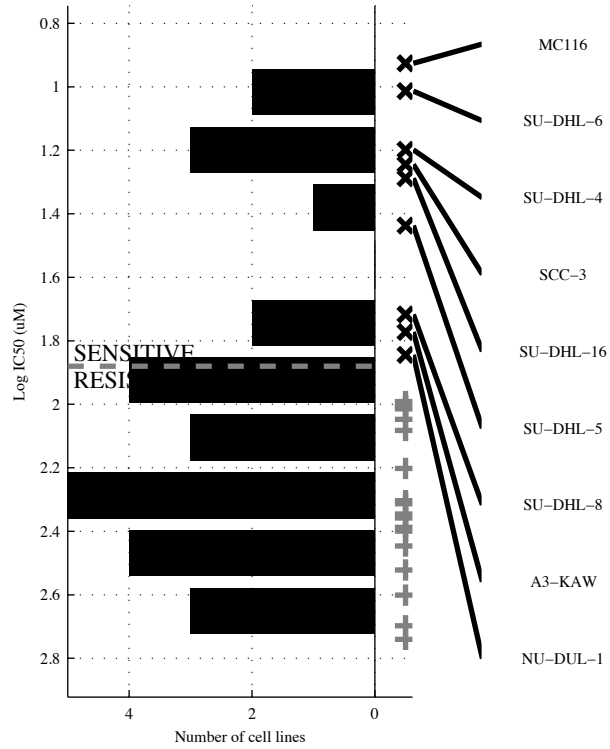 0.8
MC116
1
SU−DHL−6
1.2
SU−DHL−4
1.4
SCC−3
1.6
Log IC50 (uM)
1.8
SENSITIVE
SU−DHL−16
RESIS
2
SU−DHL−5
2.2
SU−DHL−8
2.4
A3−KAW
2.6
NU−DUL−1
2.8
4 2 0
Number of cell lines